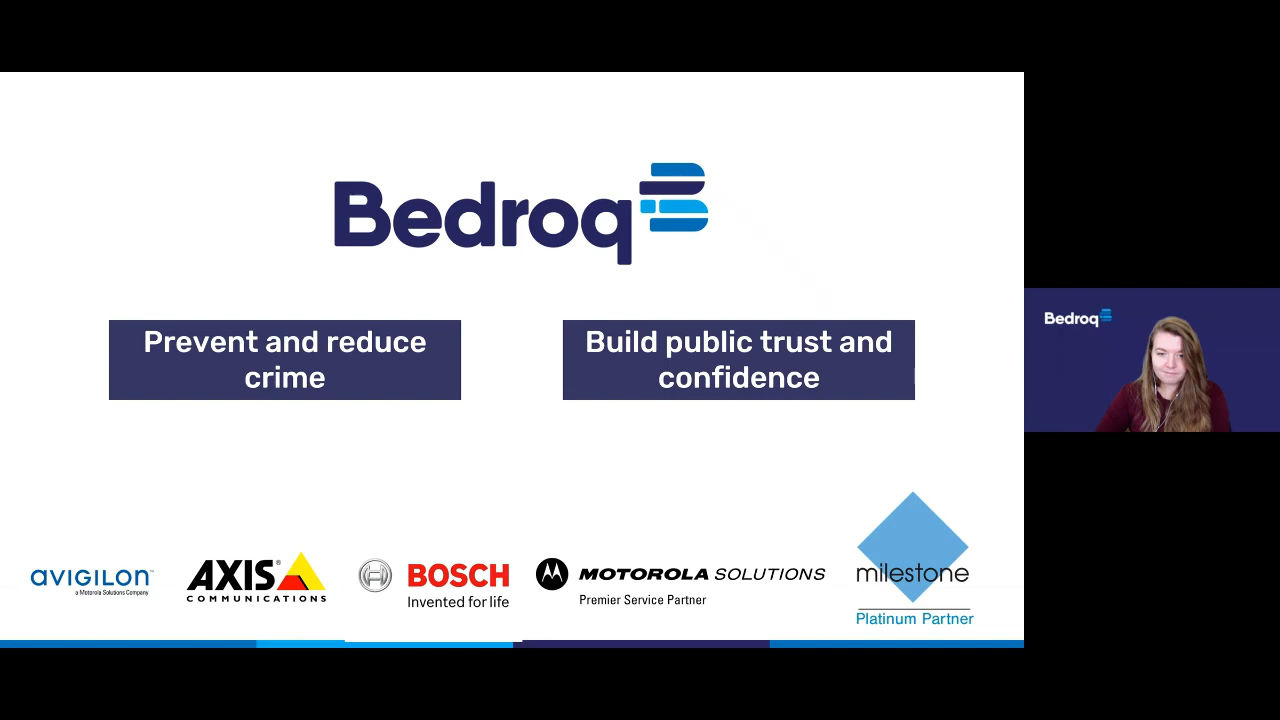 Bedroq
Prevent and reduce
crime
Build public trust and
confidence
Bedroq
avigilon™
a Motorola Solutions Company
AXIS®
COMMUNICATIONS
BOSCH
Invented for life
MOTOROLA SOLUTIONS
Premier Service Partner
milestone
Platinum Partner